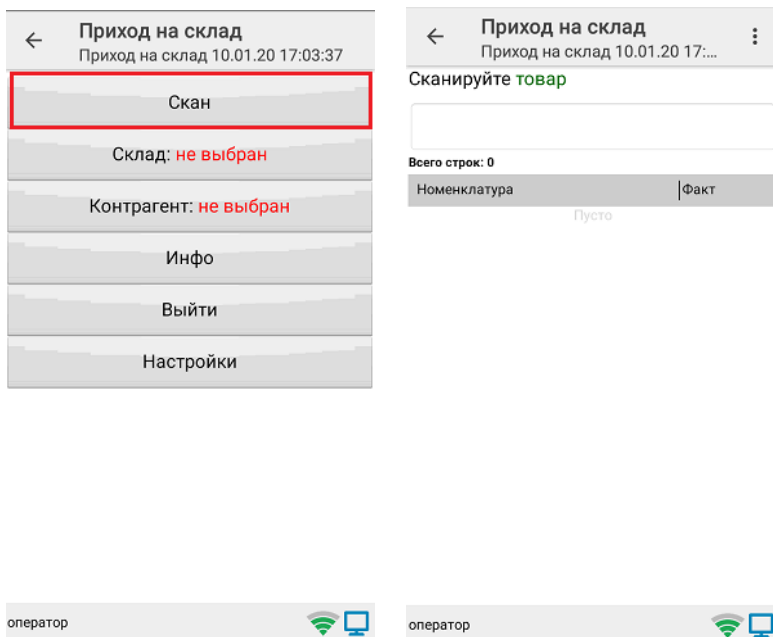 Приход на склад
Приход на склад 10.01.20 17:03:37
Скан
Склад: не выбран
Контрагент: не выбран
Инфо
Выйти
Настройки
оператор
Приход на склад
Приход на склад 10.01.20 17:...
Сканируйте товар
Всего строк: 0
Номенклатура Факт
Пусто
оператор